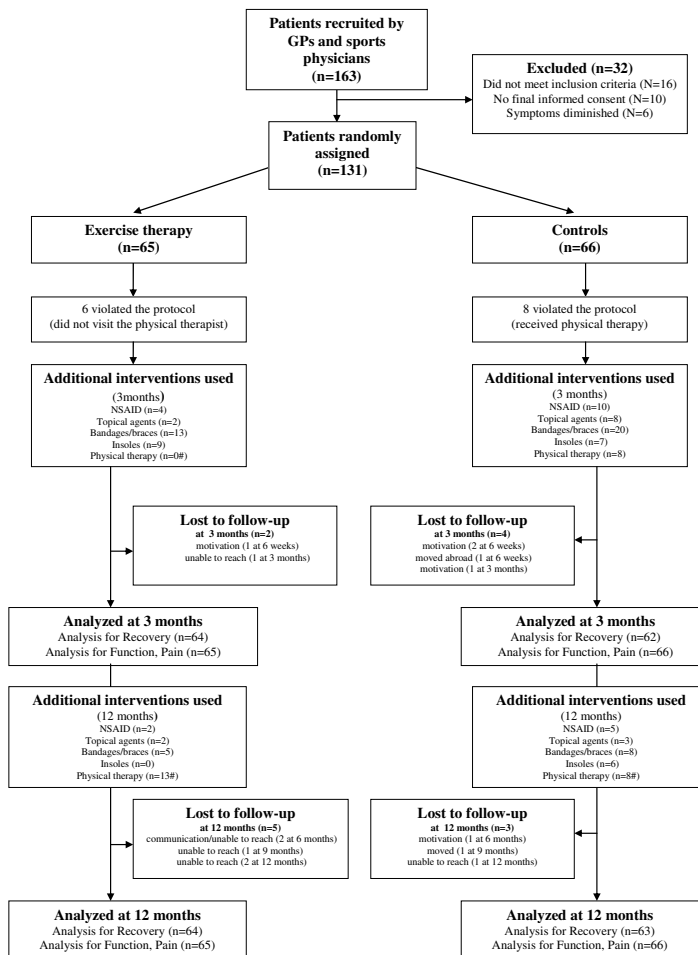 Patients recruited by
GPs and sports
physicians
(n=163)
Excluded (n=32)
Did not meet inclusion criteria (N=16)
No final informed consent (N=10)
Symptoms diminished (N=6)
Patients randomly
assigned
(n=131)
Exercise therapy
(n=65)
Controls
(n=66)
6 violated the protocol
(did not visit the physical therapist)
8 violated the protocol
(received physical therapy)
Additional interventions used
(3months)
NSAID (n=4)
Topical agents (n=2)
Bandages/braces (n=13)
Insoles (n=9)
Physical therapy (n=0#)
Additional interventions used
(3 months)
NSAID (n=10)
Topical agents (n=8)
Bandages/braces (n=20)
Insoles (n=7)
Physical therapy (n=8)
Lost to follow-up
at 3 months (n=2)
motivation (1 at 6 weeks)
unable to reach (1 at 3 months)
Lost to follow-up
at 3 months (n=4)
motivation (2 at 6 weeks)
moved abroad (1 at 6 weeks)
motivation (1 at 3 months)
Analyzed at 3 months
Analysis for Recovery (n=64)
Analysis for Function, Pain (n=65)
Analyzed at 3 months
Analysis for Recovery (n=62)
Analysis for Function, Pain (n=66)
Additional interventions used
(12 months)
NSAID (n=2)
Topical agents (n=2)
Bandages/braces (n=5)
Insoles (n=0)
Physical therapy (n=13#)
Additional interventions used
(12 months)
NSAID (n=5)
Topical agents (n=3)
Bandages/braces (n=8)
Insoles (n=6)
Physical therapy (n=8#)
Lost to follow-up
at 12 months (n=5)
communication/unable to reach (2 at 6 months)
unable to reach (1 at 9 months)
unable to reach (2 at 12 months)
Lost to follow-up
at 12 months (n=3)
motivation (1 at 6 months)
moved (1 at 9 months)
unable to reach (1 at 12 months)
Analyzed at 12 months
Analysis for Recovery (n=64)
Analysis for Function, Pain (n=65)
Analyzed at 12 months
Analysis for Recovery (n=63)
Analysis for Function, Pain (n=66)